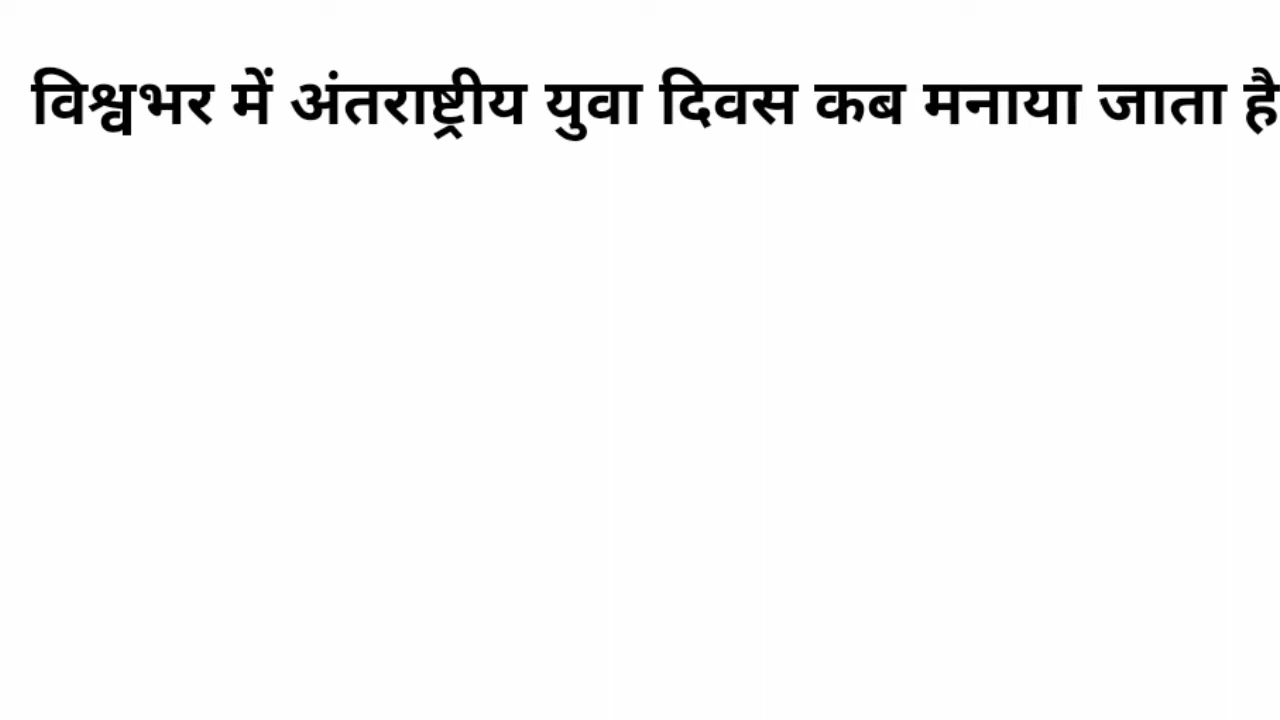 विश्वभर में अंतराष्ट्रीय युवा दिवस कब मनाया जाता है